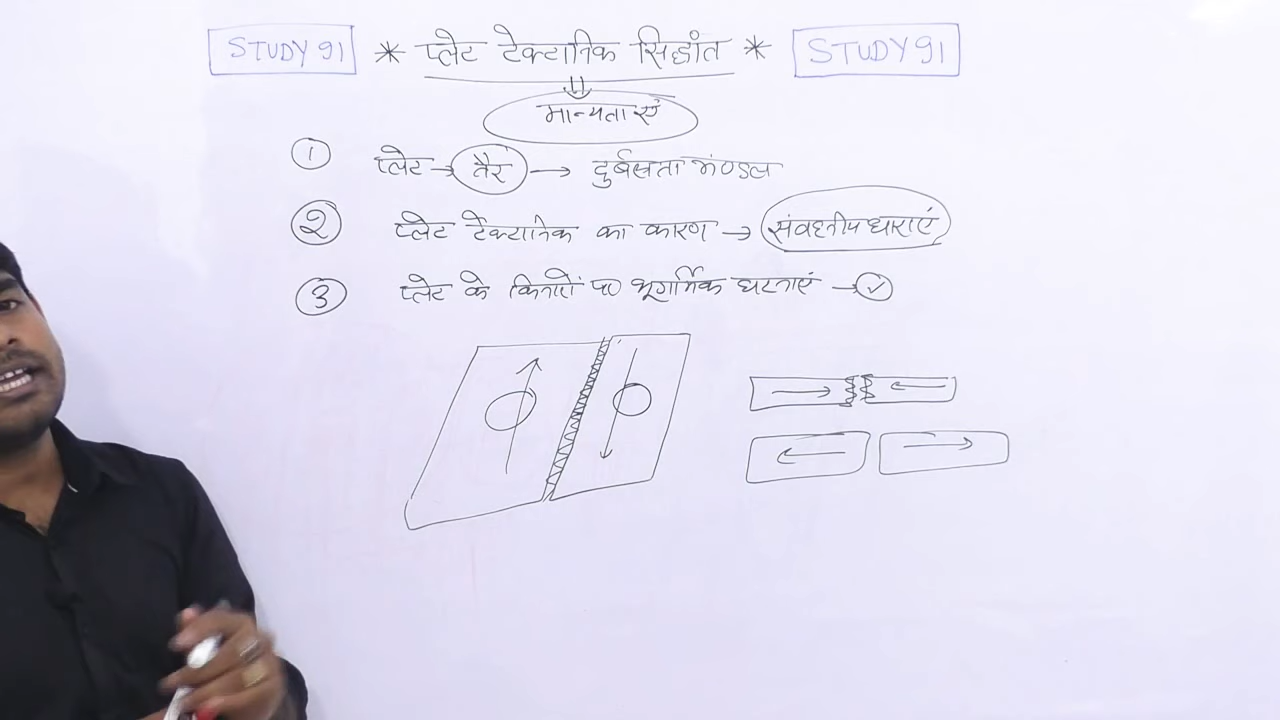 STUDY 91 * प्लेट टेक्टानिक सिद्धांत * STUDY 91
मान्यताएं
1 प्लेट → तैर → दुर्बलता मंण्डल
2 प्लेट टेक्टानिक का कारण → संवहनीय धाराएं
3 प्लेट के किनारों पर भूगर्भिक घटनाएं → ✓